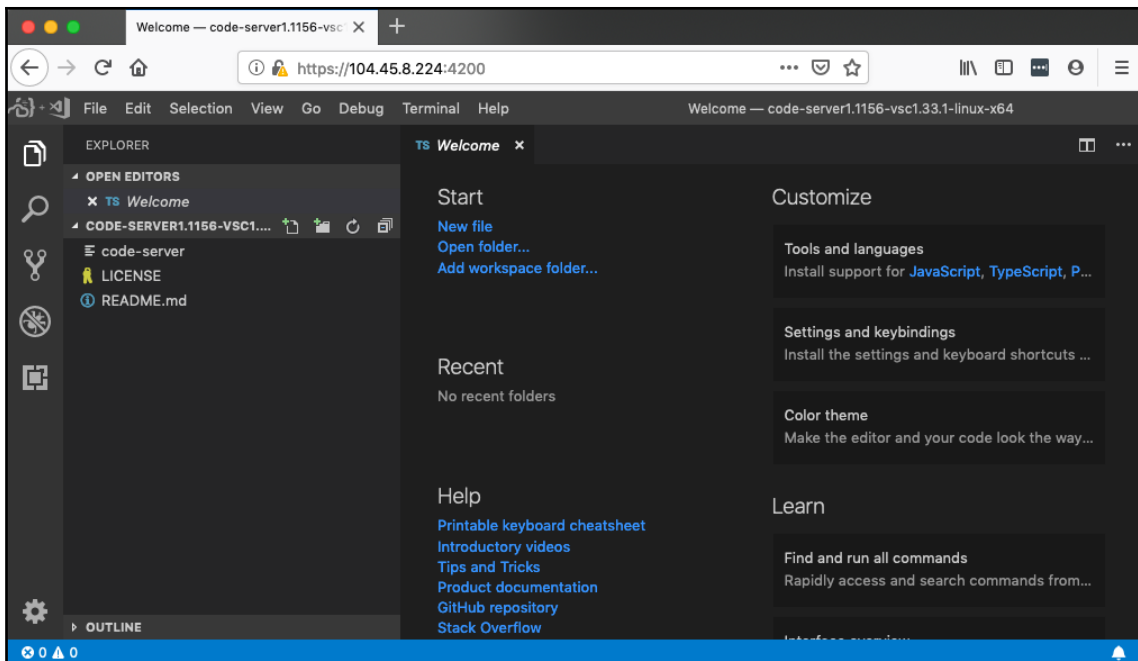 Welcome — code-server1.1156-vsc
https://104.45.8.224:4200
File Edit Selection View Go Debug Terminal Help
Welcome — code-server1.1156-vsc1.33.1-linux-x64
EXPLORER
OPEN EDITORS
TS Welcome
CODE-SERVER1.1156-VSC1....
code-server
LICENSE
README.md
OUTLINE
TS Welcome
Start
New file
Open folder...
Add workspace folder...
Recent
No recent folders
Help
Printable keyboard cheatsheet
Introductory videos
Tips and Tricks
Product documentation
GitHub repository
Stack Overflow
Customize
Tools and languages
Install support for JavaScript, TypeScript, P...
Settings and keybindings
Install the settings and keyboard shortcuts ...
Color theme
Make the editor and your code look the way...
Learn
Find and run all commands
Rapidly access and search commands from...
Interface overview
0 0